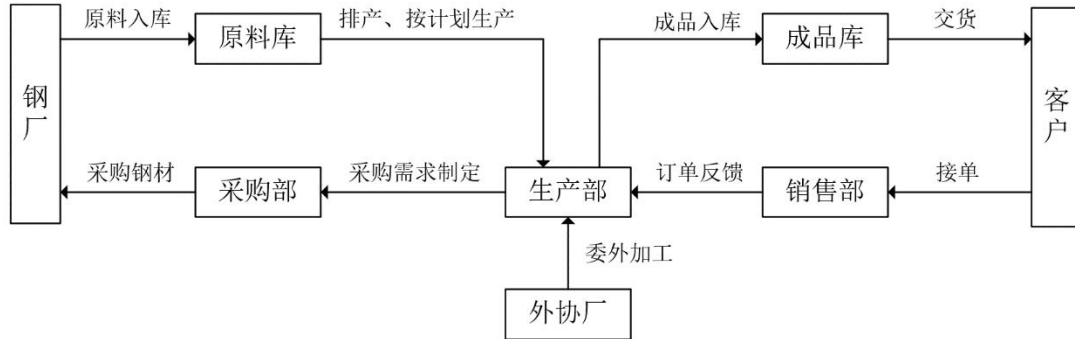 原料入库
原料库
排产、按计划生产
成品入库
成品库
交货
钢厂
客户
采购钢材
采购部
采购需求制定
生产部
订单反馈
销售部
接单
委外加工
外协厂